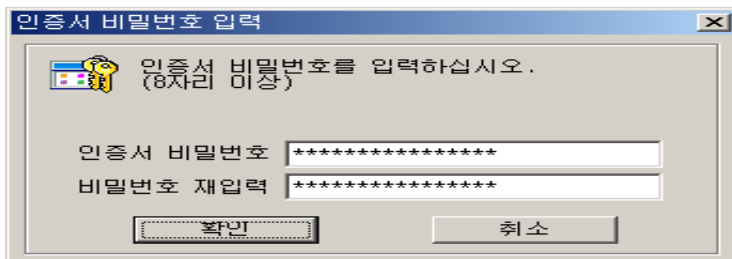 인증서 비밀번호 입력
인증서 비밀번호를 입력하십시오.
(8자리 이상)
인증서 비밀번호 ****************
비밀번호 재입력 ****************
확인 취소